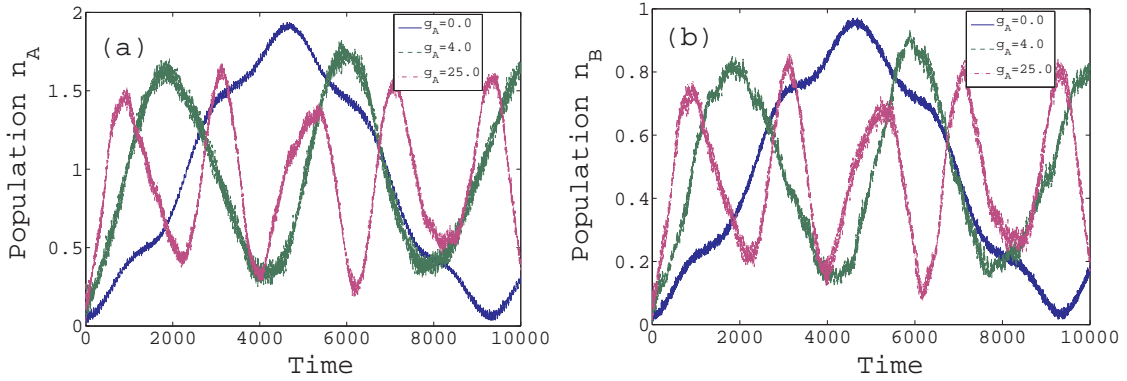 (a)
g_A=0.0
g_A=4.0
g_A=25.0
Population n_A
2
1.5
1
0.5
0
0 2000 4000 6000 8000 10000
Time
(b)
g_A=0.0
g_A=4.0
g_A=25.0
Population n_B
1
0.8
0.6
0.4
0.2
0
0 2000 4000 6000 8000 10000
Time